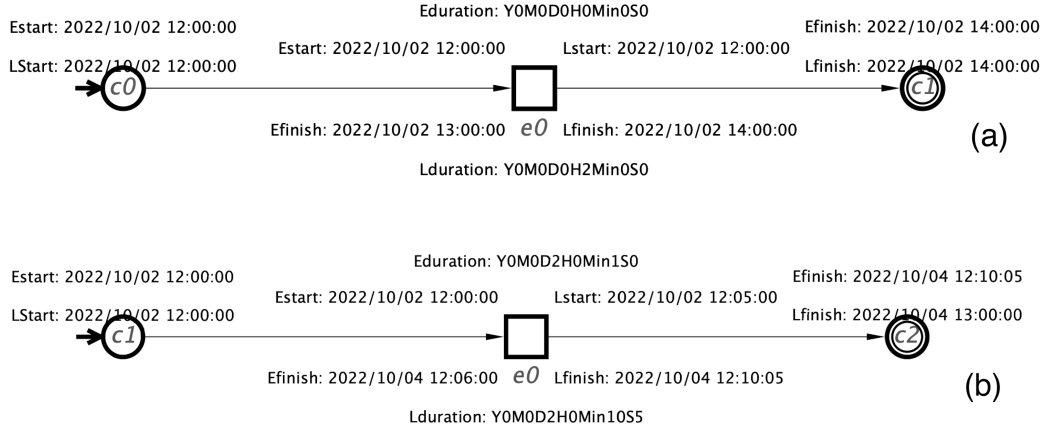 Eduration: Y0M0D0H0Min0S0
Estart: 2022/10/02 12:00:00
Efinish: 2022/10/02 14:00:00
Estart: 2022/10/02 12:00:00
Lstart: 2022/10/02 12:00:00
LStart: 2022/10/02 12:00:00
Lfinish: 2022/10/02 14:00:00
c0
c1
Efinish: 2022/10/02 13:00:00
e0
Lfinish: 2022/10/02 14:00:00
(a)
Lduration: Y0M0D0H2Min0S0
Eduration: Y0M0D2H0Min1S0
Estart: 2022/10/02 12:00:00
Efinish: 2022/10/04 12:10:05
Estart: 2022/10/02 12:00:00
Lstart: 2022/10/02 12:05:00
LStart: 2022/10/02 12:00:00
Lfinish: 2022/10/04 13:00:00
c1
c2
Efinish: 2022/10/04 12:06:00
e0
Lfinish: 2022/10/04 12:10:05
(b)
Lduration: Y0M0D2H0Min10S5